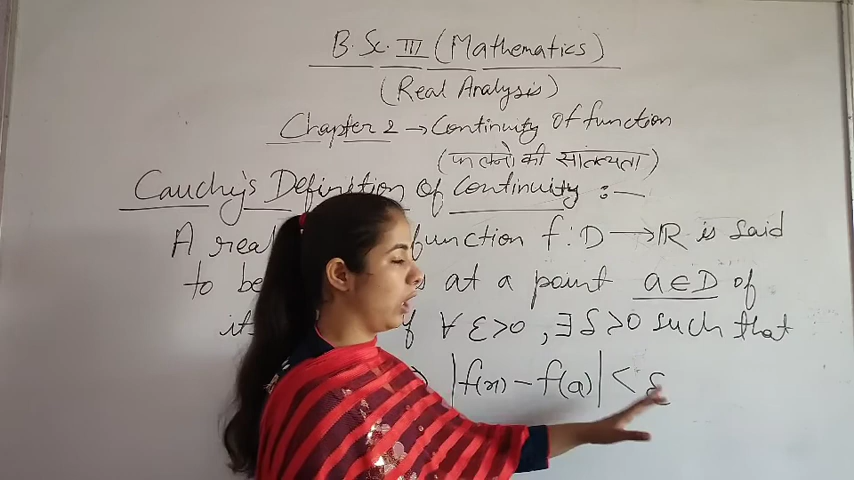 B.Sc. III (Mathematics)
(Real Analysis)
Chapter 2 → Continuity Of function
(फलनो की सांतत्यता)
Cauchy's Definition of Continuity :—
A real function f : D → ℝ is said
to be at a point a ∈ D of
∀ ε>0 , ∃ δ>0 such that
|f(x) – f(a)| < ε